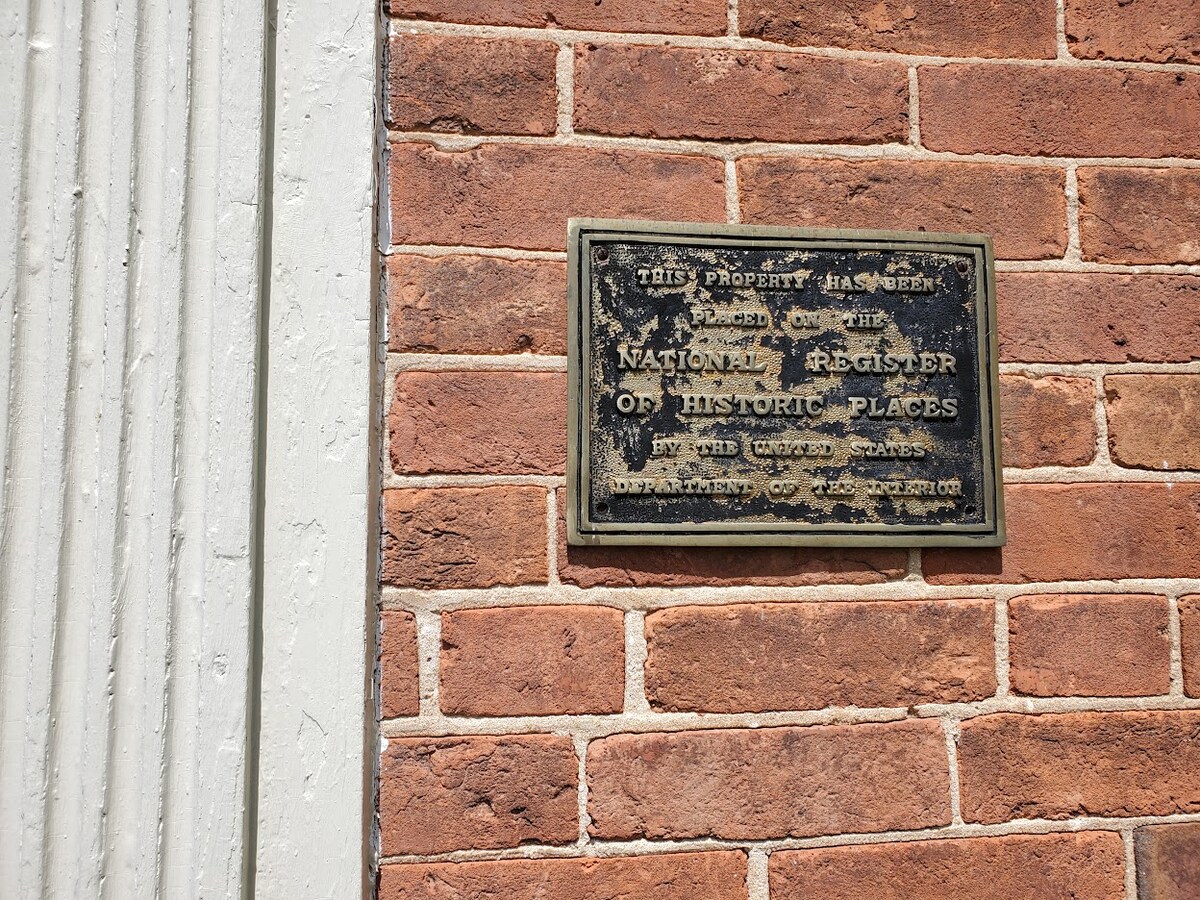 THIS PROPERTY HAS BEEN
PLACED ON THE
NATIONAL REGISTER
OF HISTORIC PLACES
BY THE UNITED STATES
DEPARTMENT OF THE INTERIOR